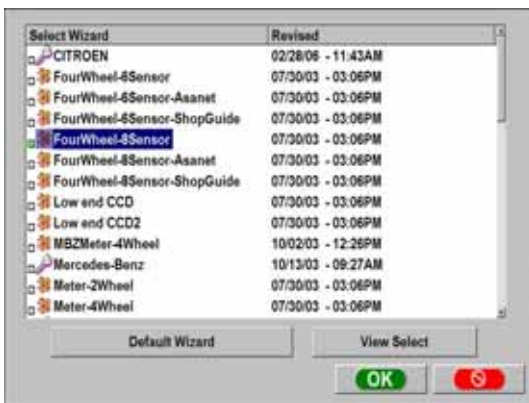 Select Wizard Revised
CITROEN 02/28/06 - 11:43AM
FourWheel-6Sensor 07/30/03 - 03:06PM
FourWheel-6Sensor-Asanet 07/30/03 - 03:06PM
FourWheel-6Sensor-ShopGuide 07/30/03 - 03:06PM
FourWheel-8Sensor 07/30/03 - 03:06PM
FourWheel-8Sensor-Asanet 07/30/03 - 03:06PM
FourWheel-8Sensor-ShopGuide 07/30/03 - 03:06PM
Low end CCD 07/30/03 - 03:06PM
Low end CCD2 07/30/03 - 03:06PM
MBZMeter-4Wheel 10/02/03 - 12:26PM
Mercedes-Benz 10/13/03 - 09:27AM
Meter-2Wheel 07/30/03 - 03:06PM
Meter-4Wheel 07/30/03 - 03:06PM
Default Wizard View Select
OK